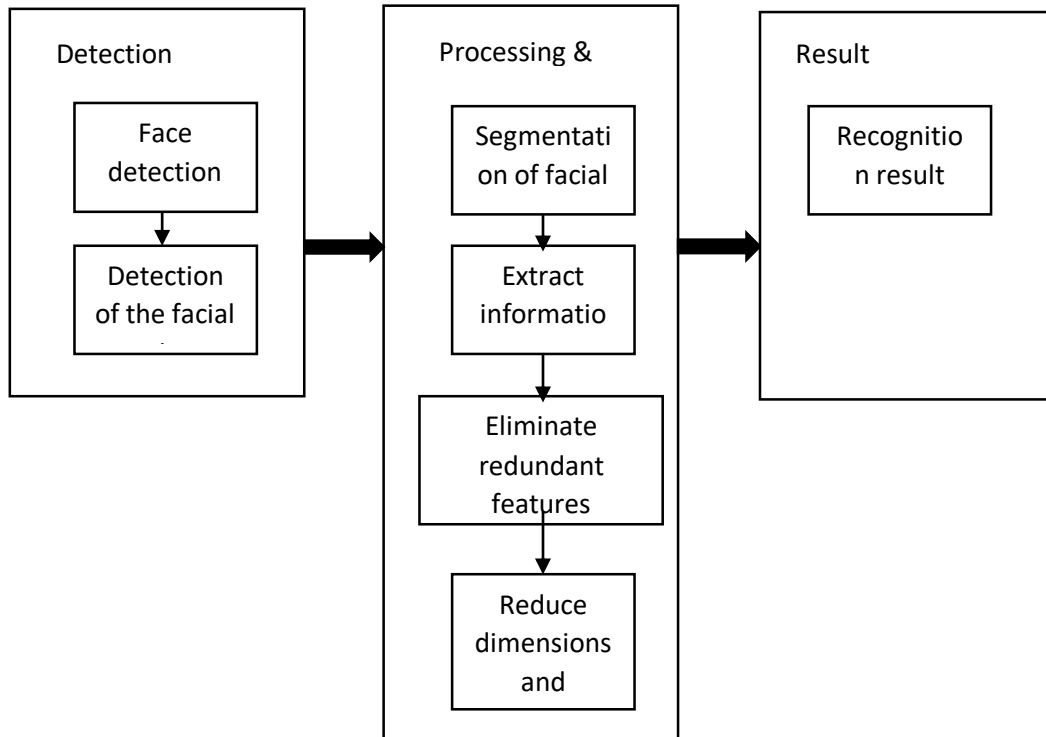 Detection
Face
detection
Detection
of the facial
Processing &
Segmentati
on of facial
Extract
informatio
Eliminate
redundant
features
Reduce
dimensions
and
Result
Recognitio
n result